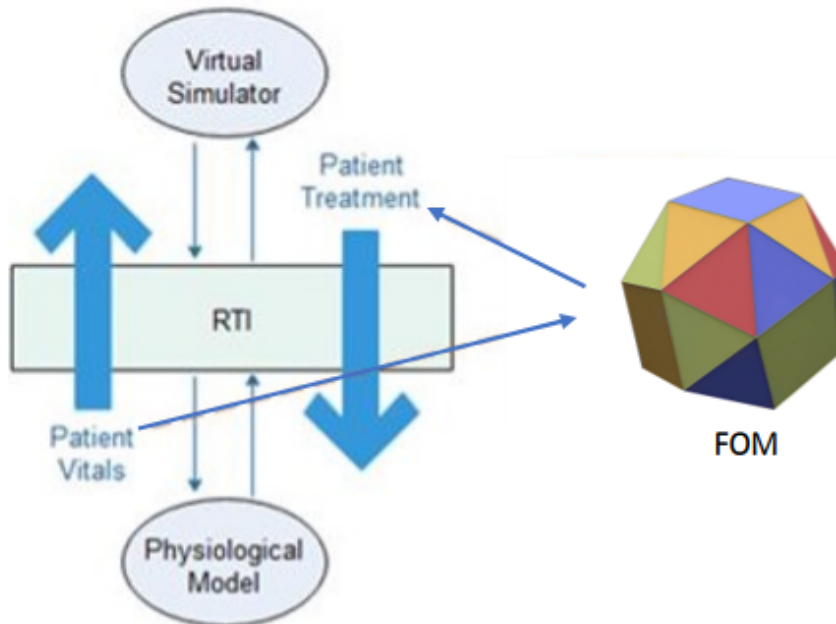 Virtual
Simulator
Patient
Treatment
RTI
Patient
Vitals
FOM
Physiological
Model